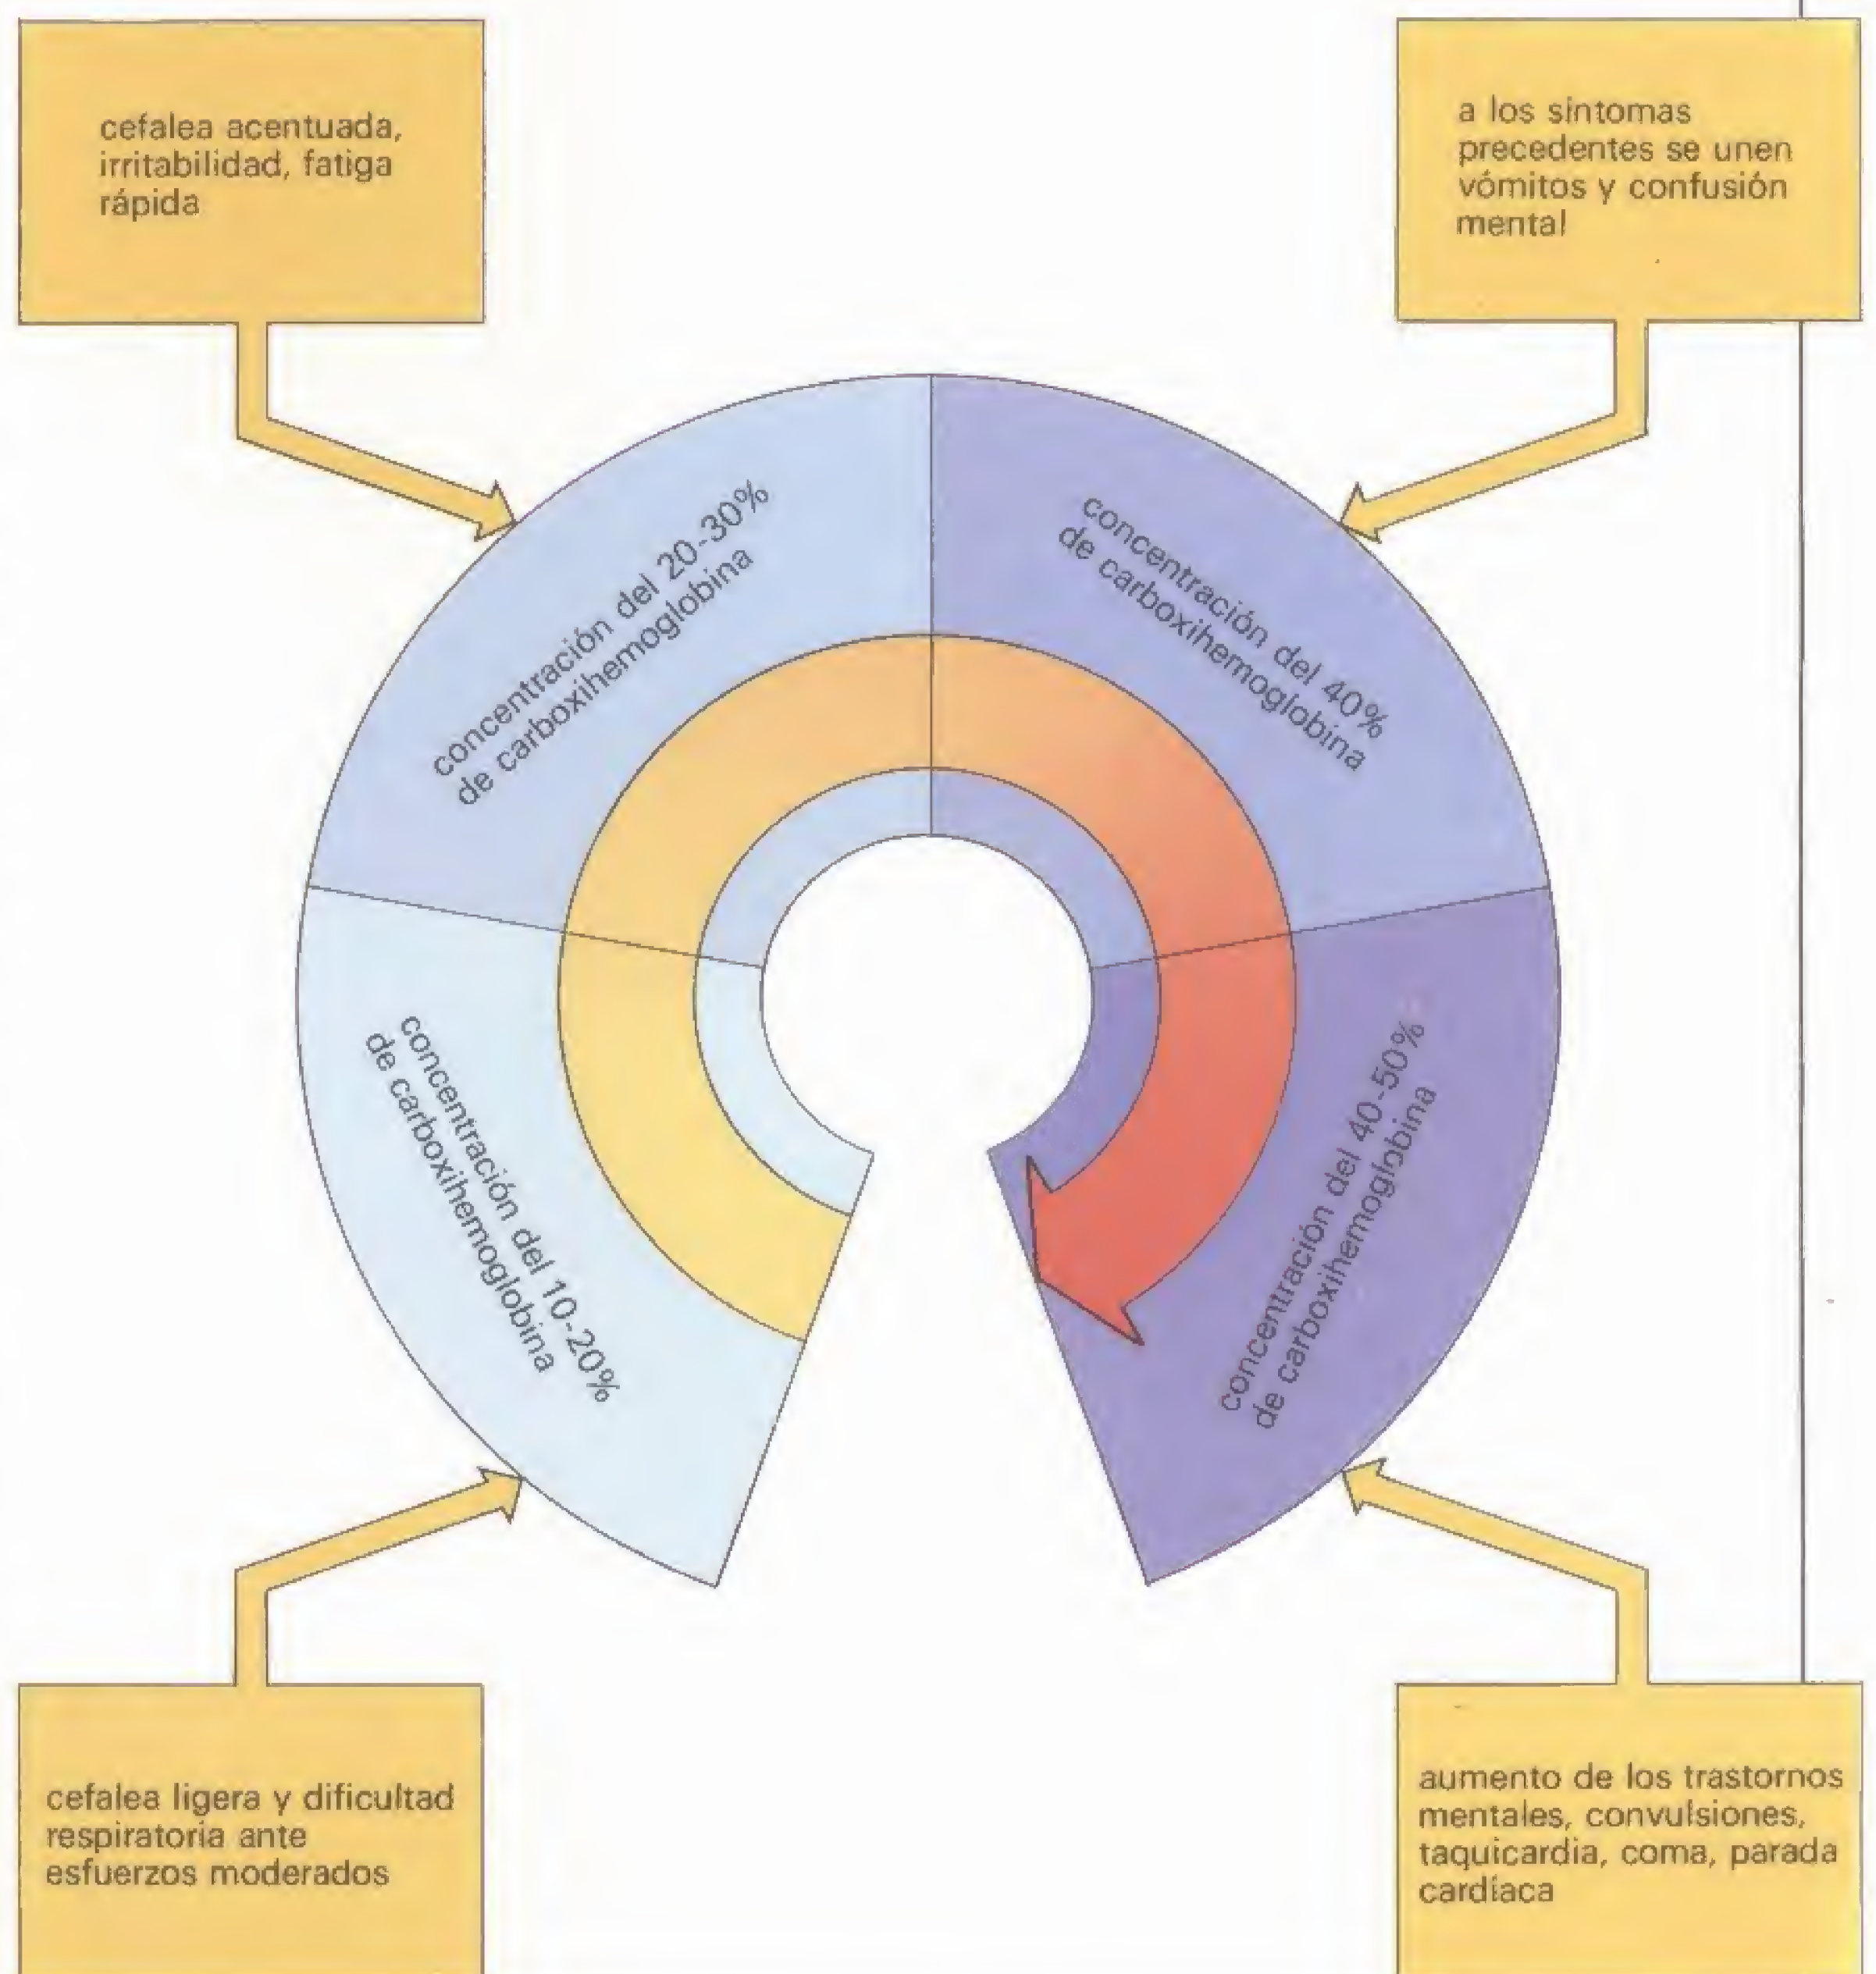 cefalea acentuada,
irritabilidad, fatiga
rápida
a los síntomas
precedentes se unen
vómitos y confusión
mental
concentración del 20-30%
de carboxihemoglobina
concentración del 40%
de carboxihemoglobina
concentración del 10-20%
de carboxihemoglobina
concentración del 40-50%
de carboxihemoglobina
cefalea ligera y dificultad
respiratoria ante
esfuerzos moderados
aumento de los trastornos
mentales, convulsiones,
taquicardia, coma, parada
cardíaca